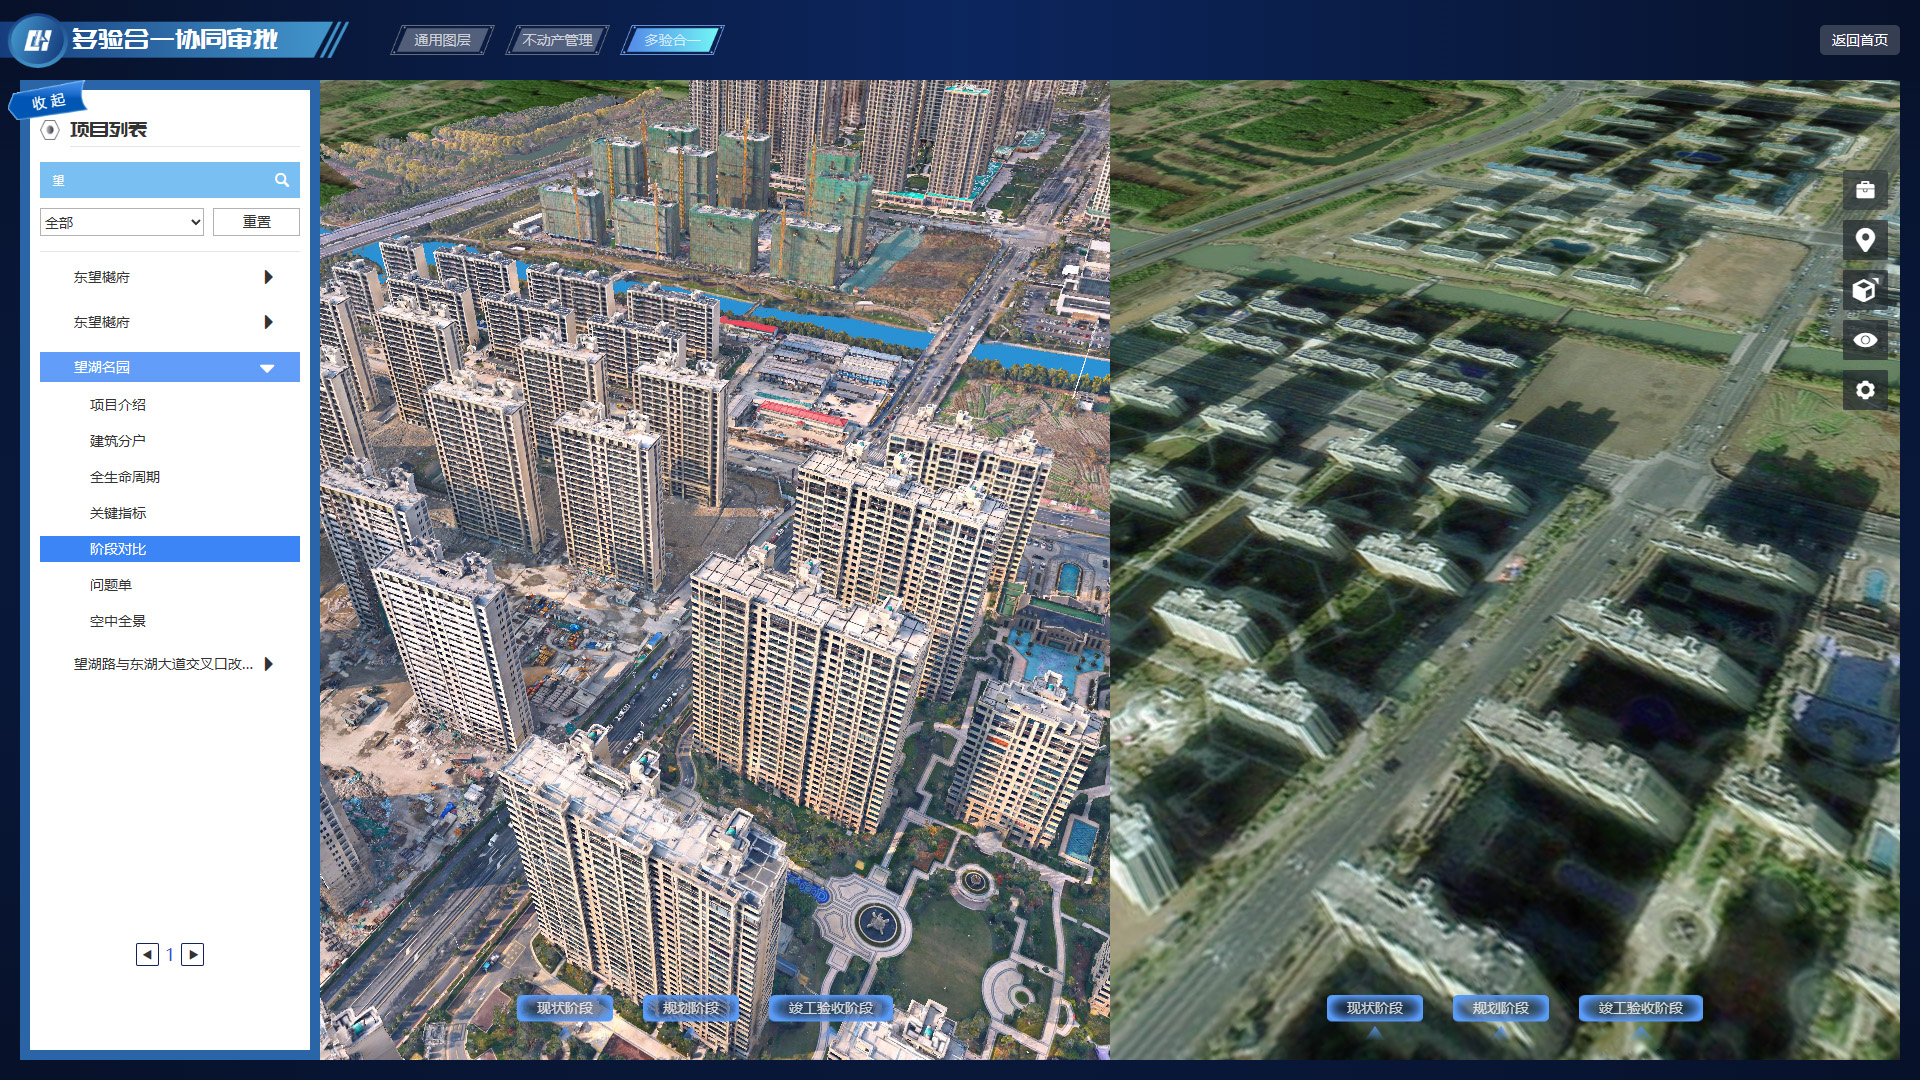 多验合一协同审批
通用图层
不动产管理
多验合一
返回首页
收起
项目列表
望
全部
重置
东望樾府
东望樾府
望湖名园
项目介绍
建筑分户
全生命周期
关键指标
阶段对比
问题单
空中全景
望湖路与东湖大道交叉口改...
1
现状阶段
规划阶段
竣工验收阶段
现状阶段
规划阶段
竣工验收阶段